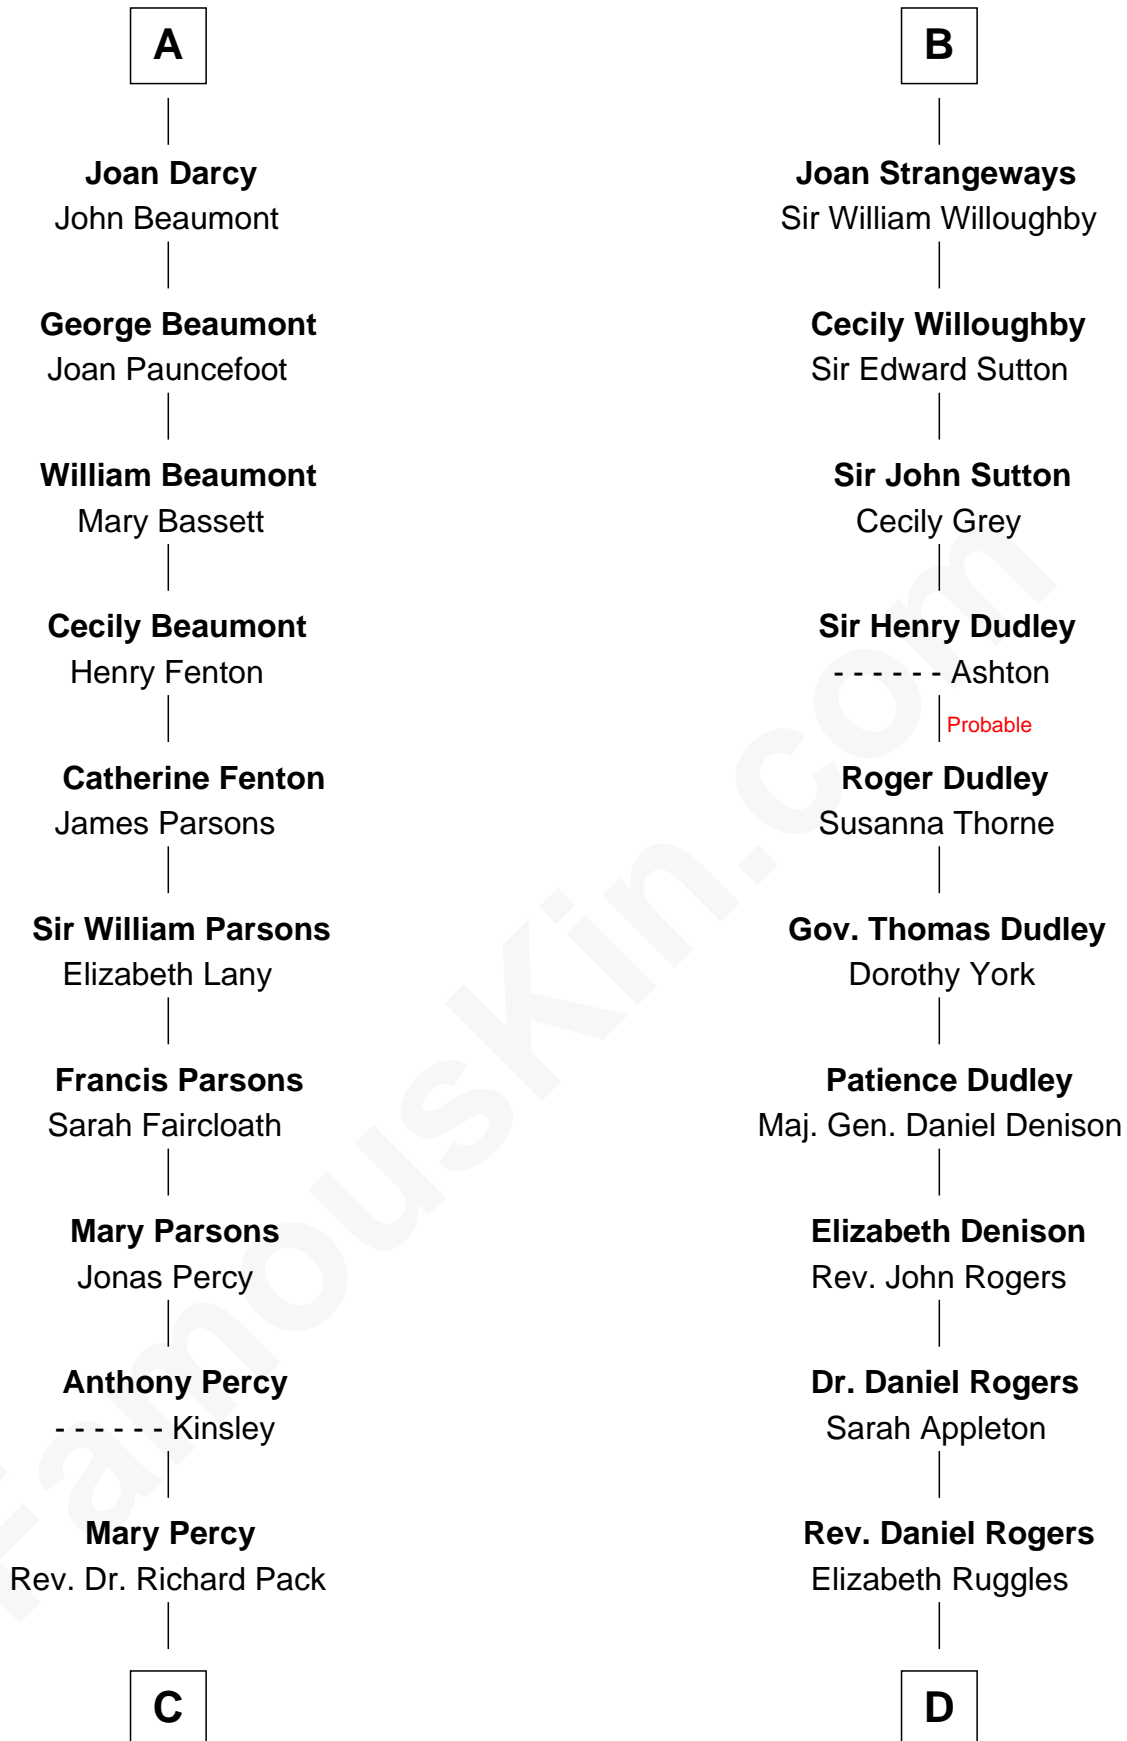 A
Joan Darcy
John Beaumont
George Beaumont
Joan Pauncefoot
William Beaumont
Mary Bassett
Cecily Beaumont
Henry Fenton
Catherine Fenton
James Parsons
Sir William Parsons
Elizabeth Lany
Francis Parsons
Sarah Faircloath
Mary Parsons
Jonas Percy
Anthony Percy
- - - - - - Kinsley
Mary Percy
Rev. Dr. Richard Pack
C
B
Joan Strangeways
Sir William Willoughby
Cecily Willoughby
Sir Edward Sutton
Sir John Sutton
Cecily Grey
Sir Henry Dudley
- - - - - - Ashton
Probable
Roger Dudley
Susanna Thorne
Gov. Thomas Dudley
Dorothy York
Patience Dudley
Maj. Gen. Daniel Denison
Elizabeth Denison
Rev. John Rogers
Dr. Daniel Rogers
Sarah Appleton
Rev. Daniel Rogers
Elizabeth Ruggles
D
FamousKin.com